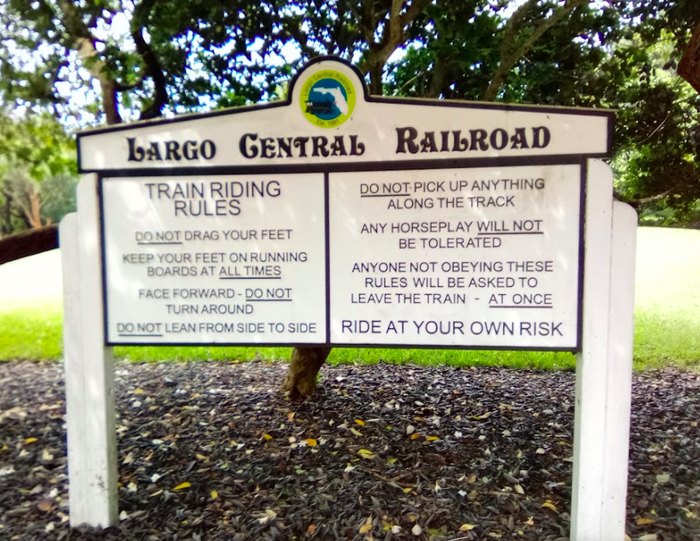 LARGO CENTRAL RAILROAD
TRAIN RIDING
RULES
DO NOT DRAG YOUR FEET
KEEP YOUR FEET ON RUNNING
BOARDS AT ALL TIMES
FACE FORWARD - DO NOT
TURN AROUND
DO NOT LEAN FROM SIDE TO SIDE
DO NOT PICK UP ANYTHING
ALONG THE TRACK
ANY HORSEPLAY WILL NOT
BE TOLERATED
ANYONE NOT OBEYING THESE
RULES WILL BE ASKED TO
LEAVE THE TRAIN - AT ONCE
RIDE AT YOUR OWN RISK